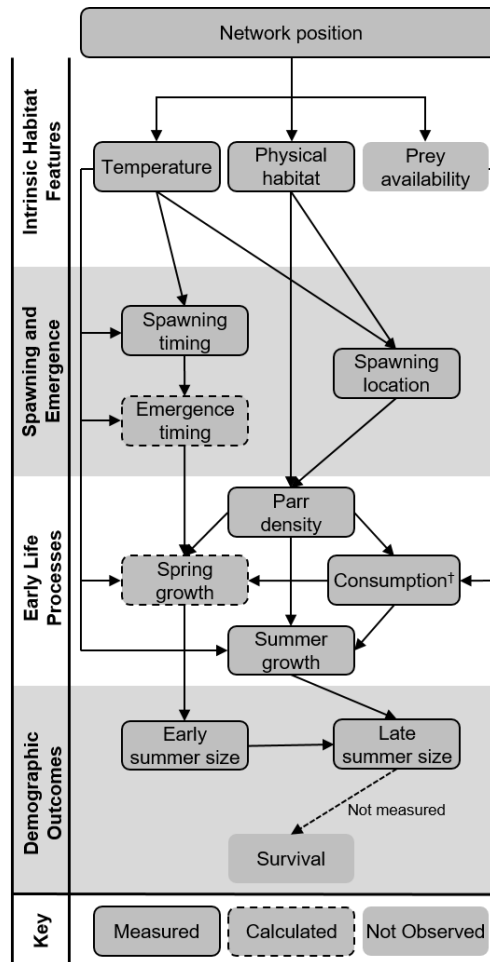 Network position
Intrinsic Habitat
Features
Temperature
Physical
habitat
Prey
availability
Spawning and
Emergence
Spawning
timing
Spawning
location
Emergence
timing
Early Life
Processes
Parr
density
Spring
growth
Consumption†
Summer
growth
Demographic
Outcomes
Early
summer size
Late
summer size
Not measured
Survival
Key
Measured
Calculated
Not Observed